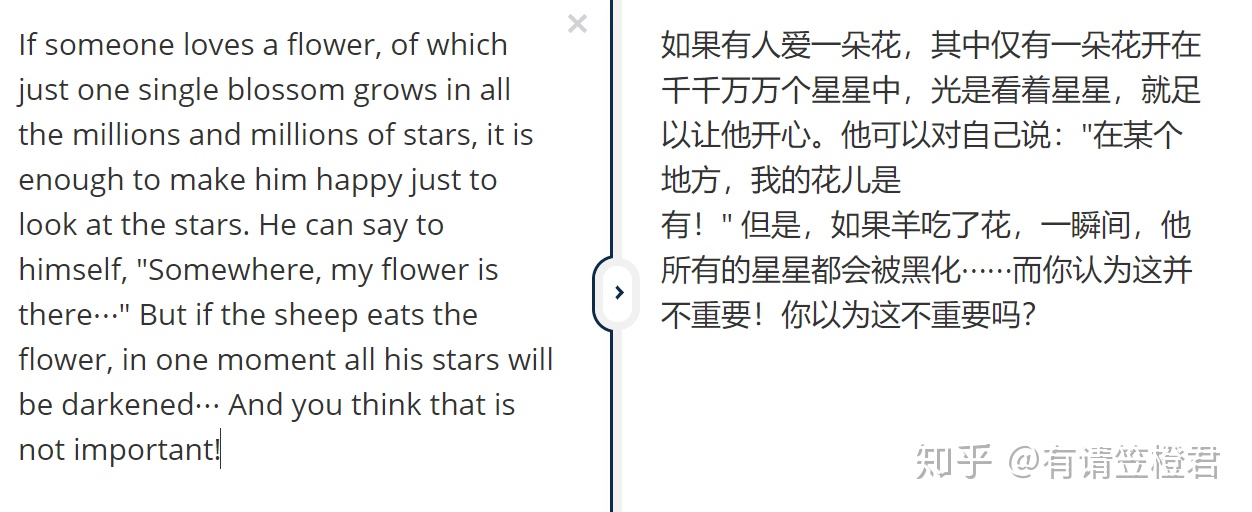 If someone loves a flower, of which
just one single blossom grows in all
the millions and millions of stars, it is
enough to make him happy just to
look at the stars. He can say to
himself, "Somewhere, my flower is
there···" But if the sheep eats the
flower, in one moment all his stars will
be darkened··· And you think that is
not important!
如果有人爱一朵花，其中仅有一朵花开在
千千万万个星星中，光是看着星星，就足
以让他开心。他可以对自己说："在某个
地方，我的花儿是
有！" 但是，如果羊吃了花，一瞬间，他
所有的星星都会被黑化……而你认为这并
不重要！你以为这不重要吗？
知乎 @有请笠橙君